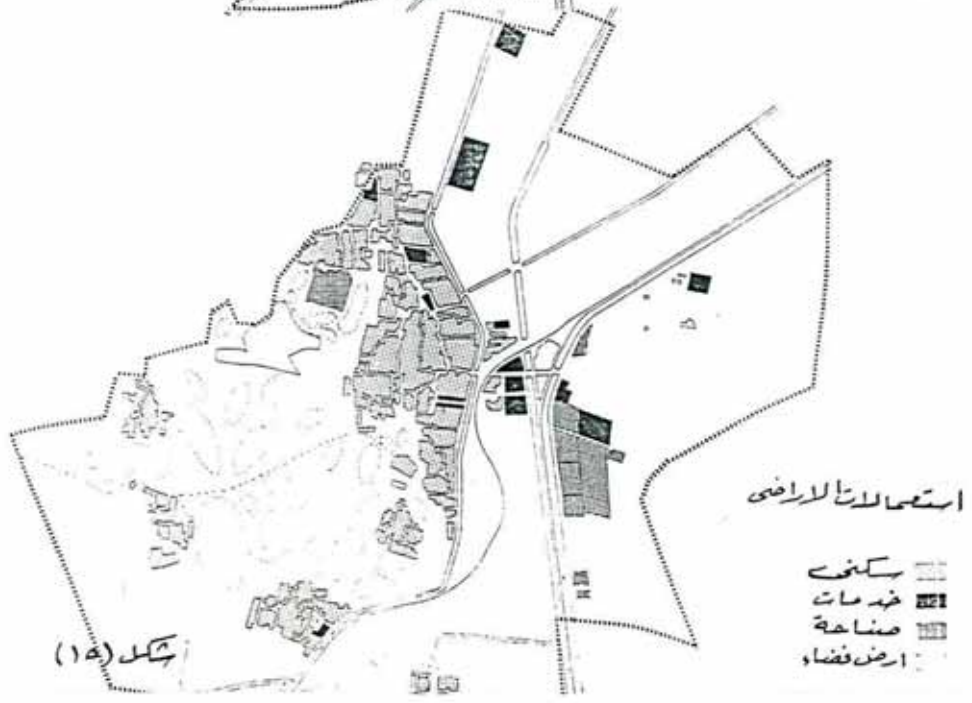 استعمالات الاراضى
سكنى
خدمات
صناعة
ارض فضاء
شكل (١٥)